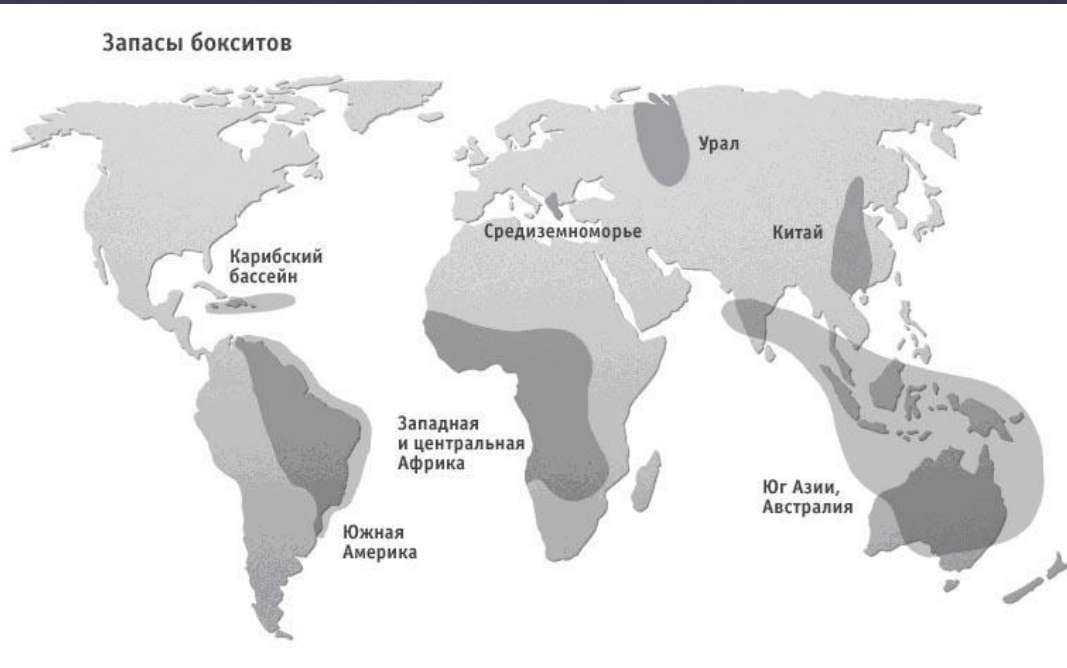 Запасы бокситов
Урал
Средиземноморье
Китай
Карибский
бассейн
Западная
и центральная
Африка
Юг Азии,
Австралия
Южная
Америка